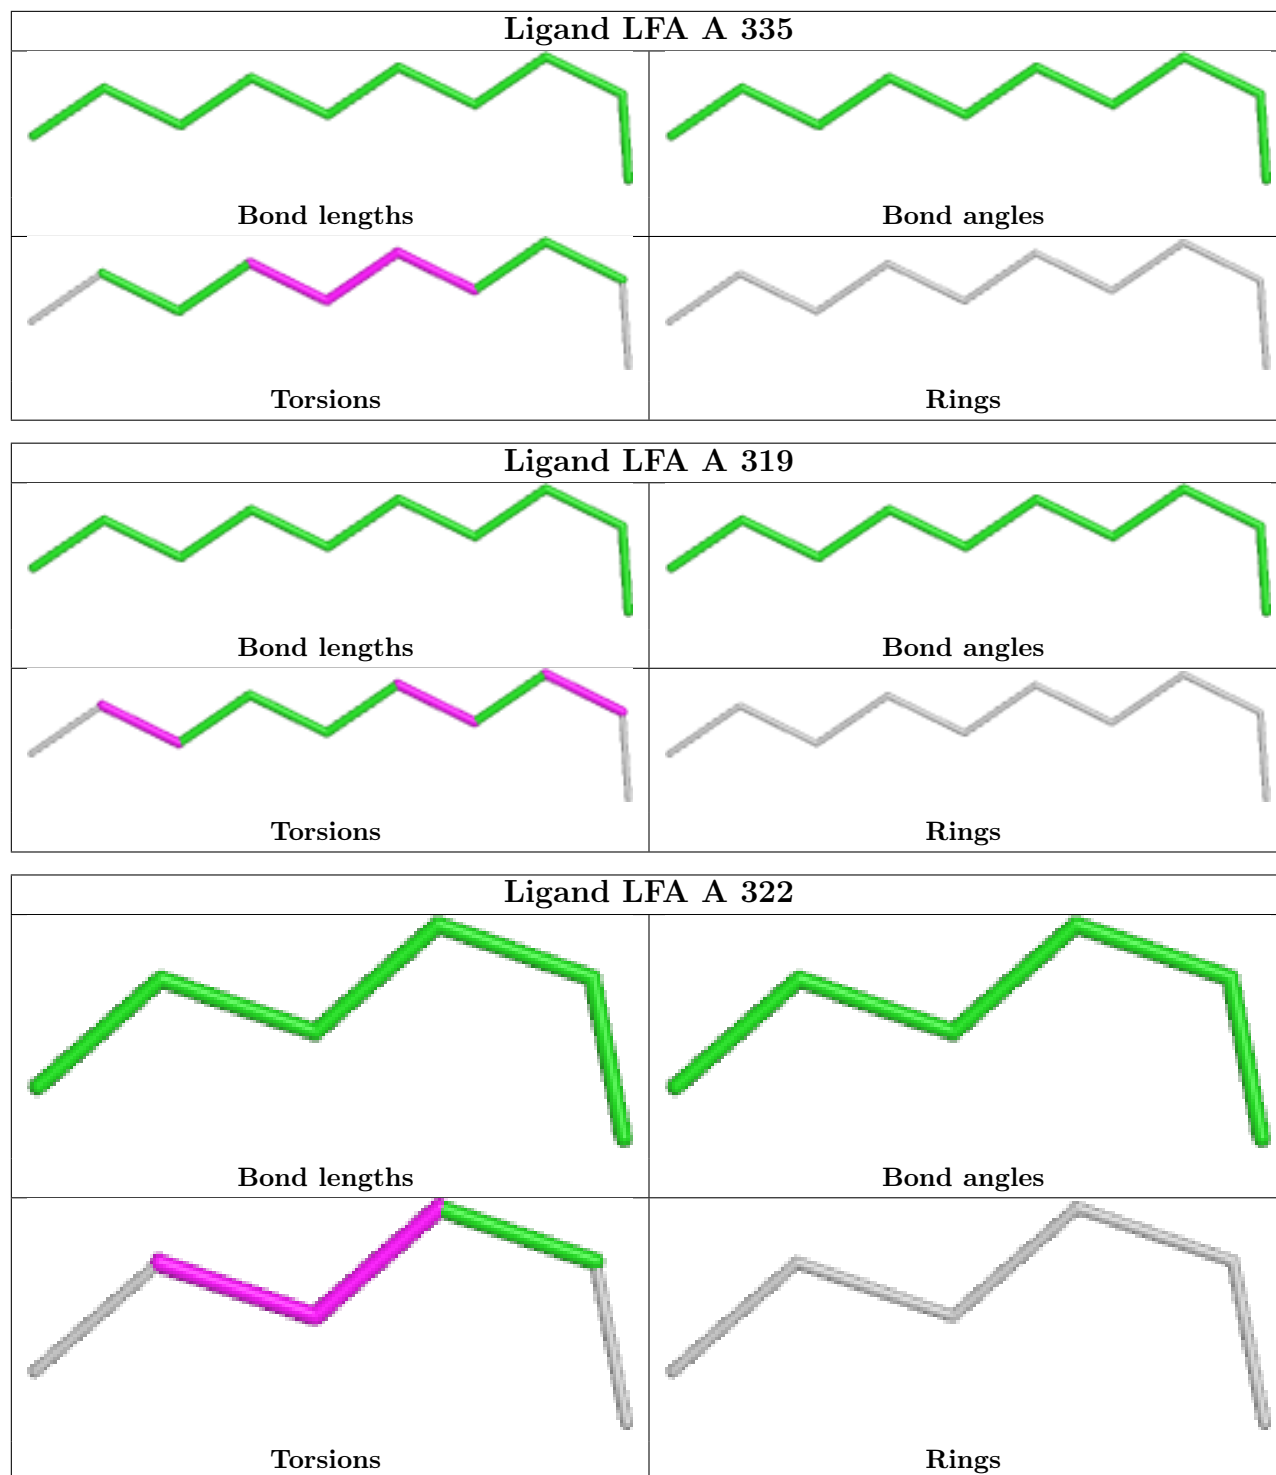 Ligand LFA A 335
Bond lengths
Bond angles
Torsions
Rings
Ligand LFA A 319
Bond lengths
Bond angles
Torsions
Rings
Ligand LFA A 322
Bond lengths
Bond angles
Torsions
Rings